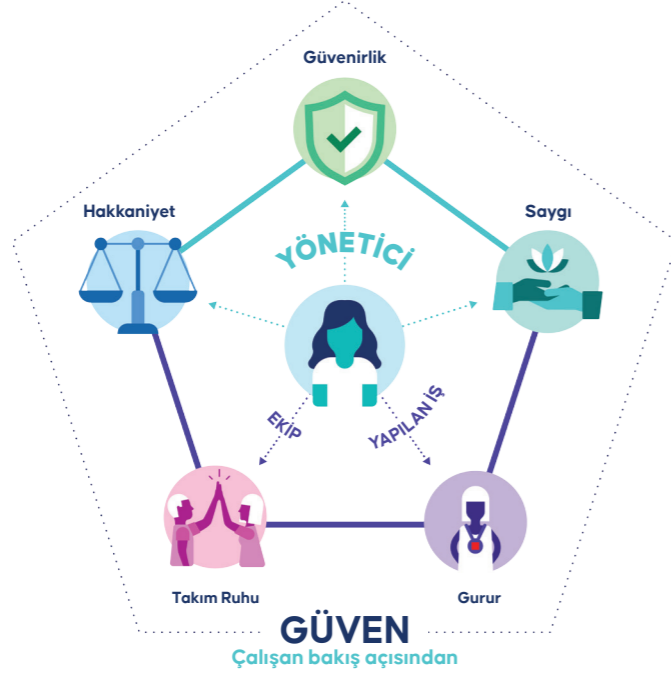 Güvenirlik
Hakkaniyet
Saygı
YÖNETİCİ
EKİP
YAPILAN İŞ
Takım Ruhu
Gurur
GÜVEN
Çalışan bakış açısından